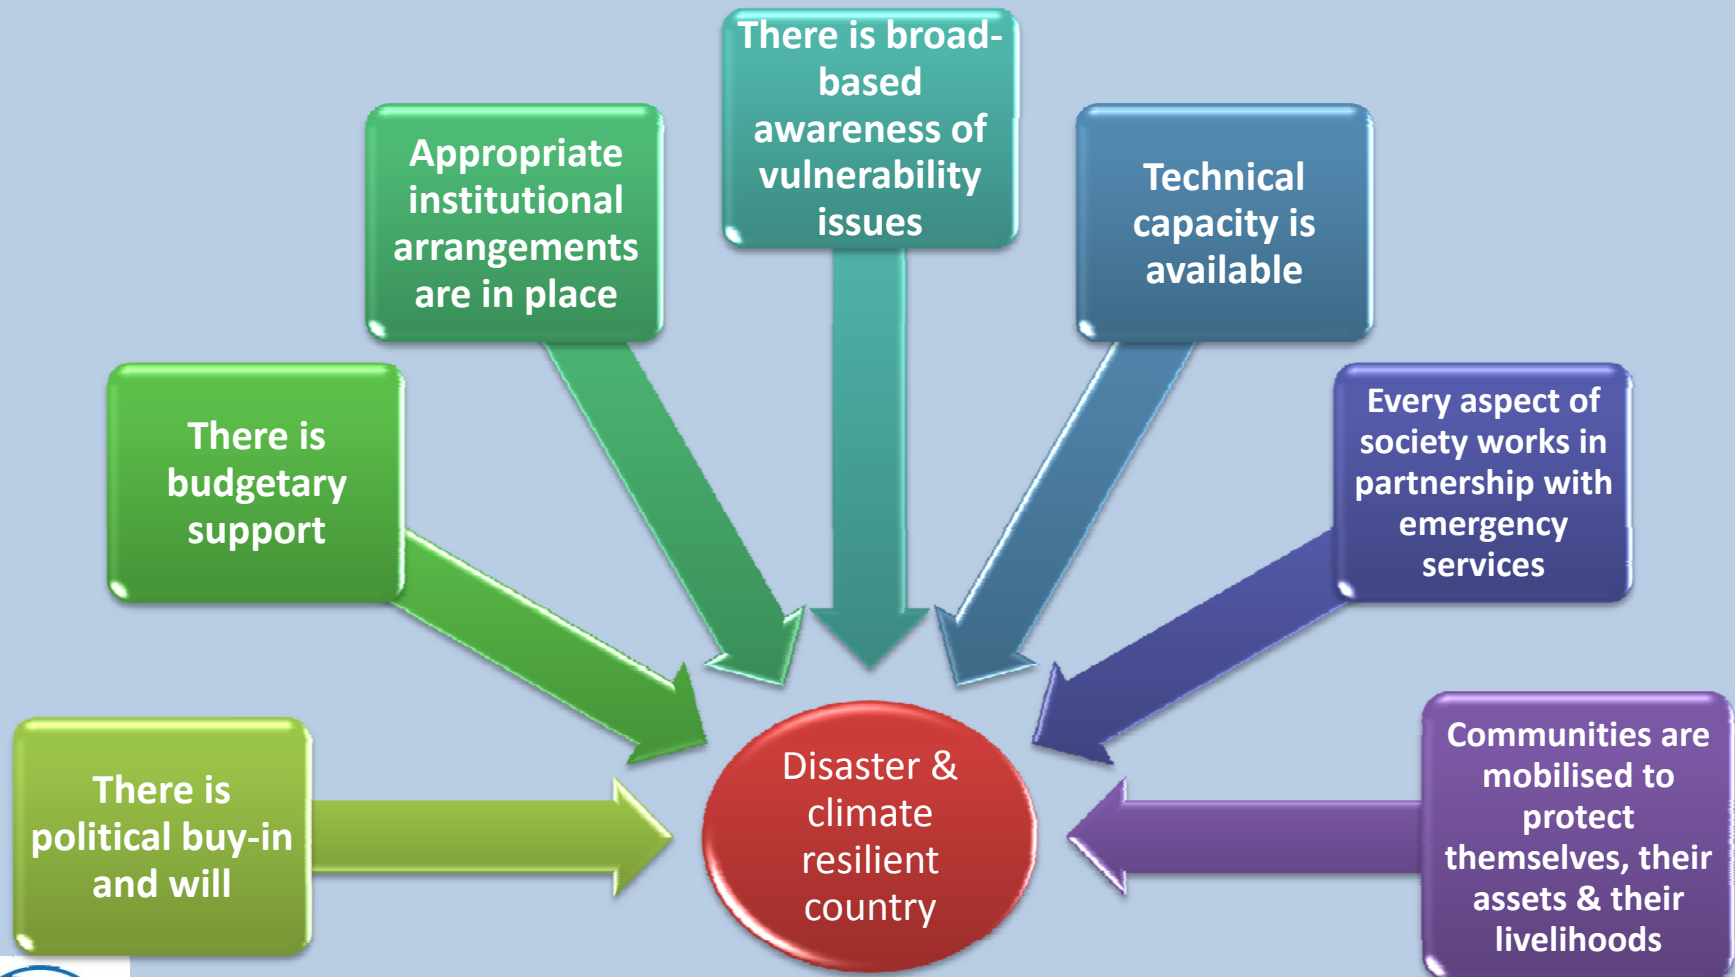 There is
political buy-in
and will
There is
budgetary
support
Appropriate
institutional
arrangements
are in place
There is broad-
based
awareness of
vulnerability
issues
Technical
capacity is
available
Every aspect of
society works in
partnership with
emergency
services
Communities are
mobilised to
protect
themselves, their
assets & their
livelihoods
Disaster &
climate
resilient
country